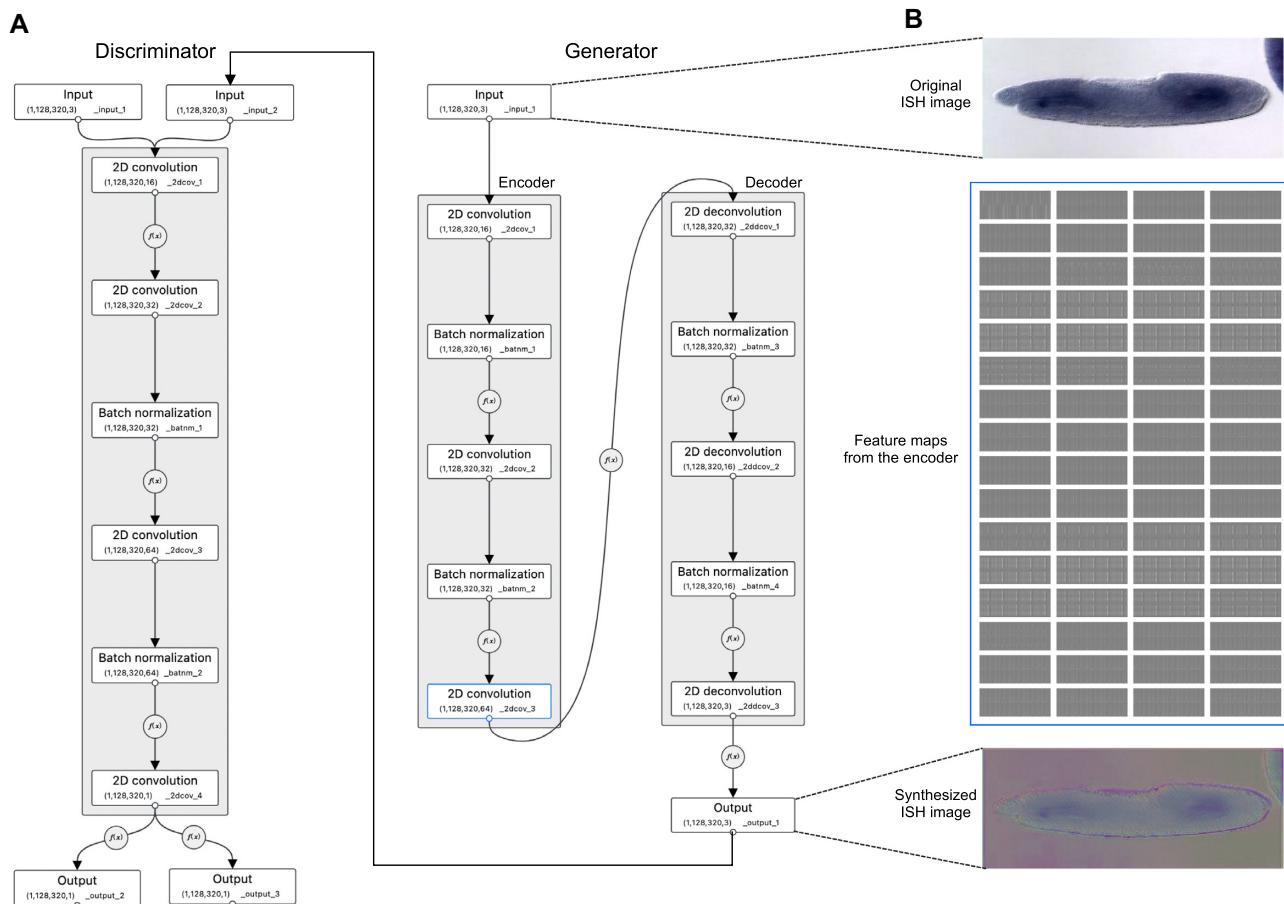 A
B
Discriminator
Generator
Input
(1,128,320,3) _input_1
Input
(1,128,320,3) _input_2
2D convolution
(1,128,320,16) _2dcov_1
f(x)
2D convolution
(1,128,320,32) _2dcov_2
Batch normalization
(1,128,320,32) _batnm_1
f(x)
2D convolution
(1,128,320,64) _2dcov_3
Batch normalization
(1,128,320,64) _batnm_2
f(x)
2D convolution
(1,128,320,1) _2dcov_4
f(x)
f(x)
Output
(1,128,320,1) _output_2
Output
(1,128,320,1) _output_3
Input
(1,128,320,3) _input_1
Encoder
2D convolution
(1,128,320,16) _2dcov_1
Batch normalization
(1,128,320,16) _batnm_1
f(x)
2D convolution
(1,128,320,32) _2dcov_2
Batch normalization
(1,128,320,32) _batnm_2
f(x)
2D convolution
(1,128,320,64) _2dcov_3
f(x)
Decoder
2D deconvolution
(1,128,320,32) _2ddcov_1
Batch normalization
(1,128,320,32) _batnm_3
f(x)
2D deconvolution
(1,128,320,16) _2ddcov_2
Batch normalization
(1,128,320,16) _batnm_4
f(x)
2D deconvolution
(1,128,320,3) _2ddcov_3
f(x)
Output
(1,128,320,3) _output_1
Original
ISH image
Feature maps
from the encoder
Synthesized
ISH image